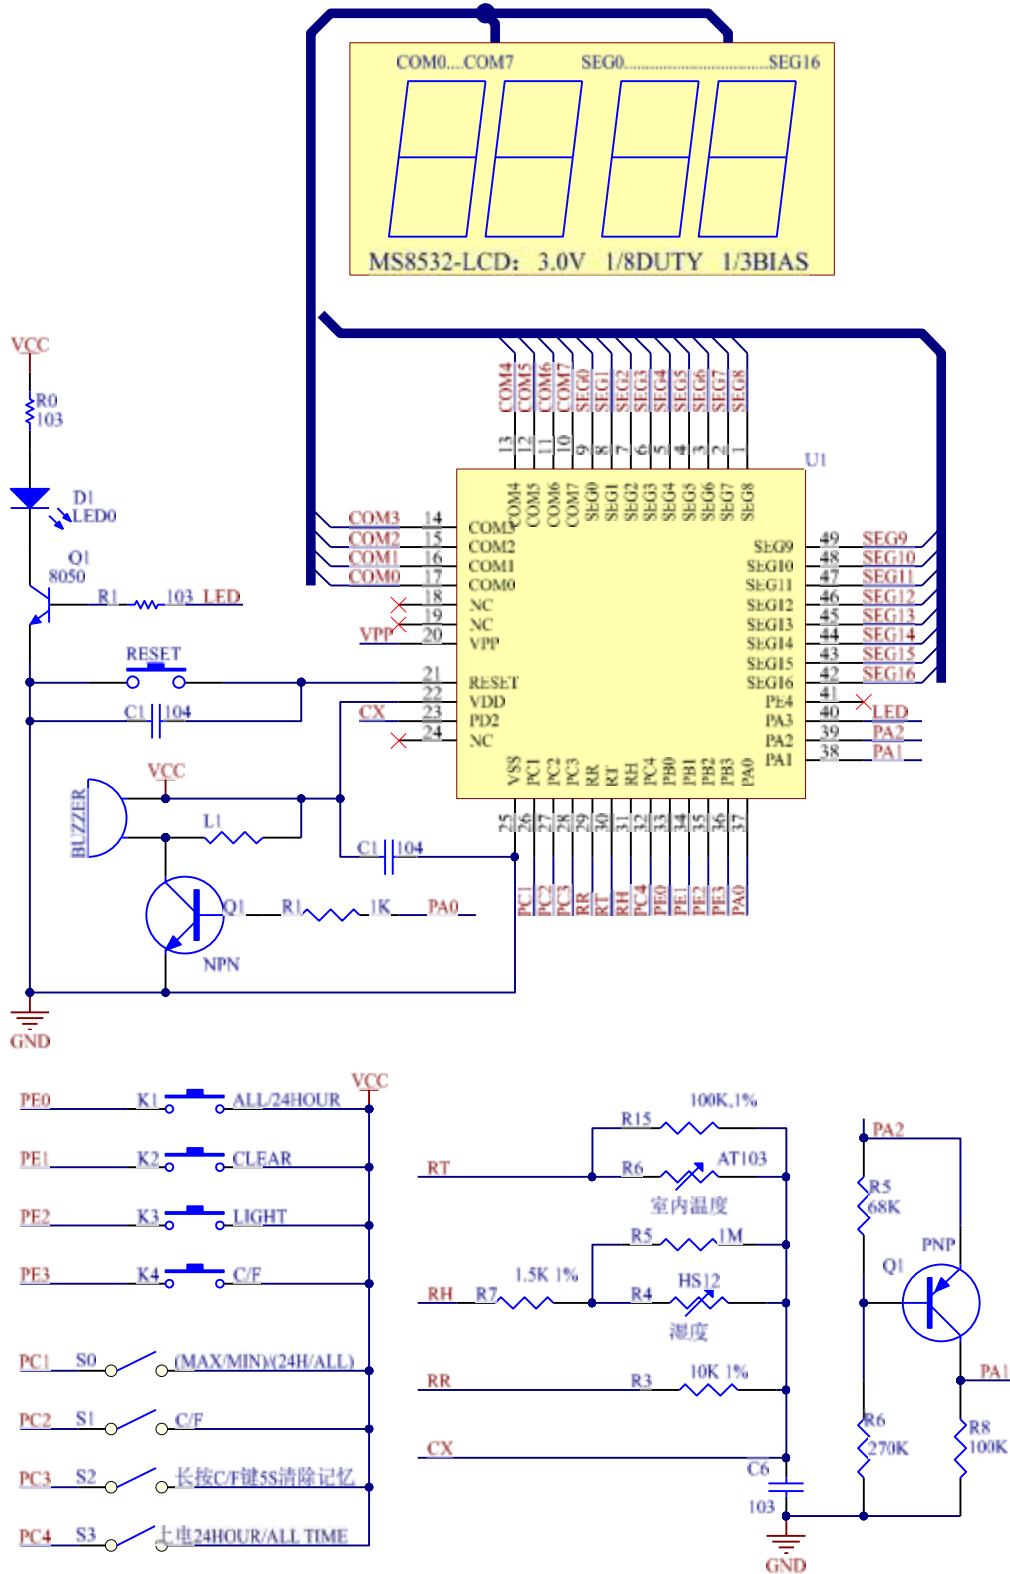 COM0....COM7 SEG0....................................SEG16
MS8532-LCD: 3.0V 1/8DUTY 1/3BIAS
VCC
R0
103
D1
LED0
Q1
8050
R1 103 LED
RESET
C1 104
VCC
BUZZER
L1
C1 104
Q1 R1 1K PA0
NPN
GND
COM4 COM5 COM6 COM7 SEG0 SEG1 SEG2 SEG3 SEG4 SEG5 SEG6 SEG7 SEG8
13 12 11 10 9 8 7 6 5 4 3 2 1
U1
COM4 COM5 COM6 COM7 SEG0 SEG1 SEG2 SEG3 SEG4 SEG5 SEG6 SEG7 SEG8
COM3 14 COM3
COM2 15 COM2
COM1 16 COM1
COM0 17 COM0
18 NC
19 NC
VPP 20 VPP
21 RESET
22 VDD
CX 23 PD2
24 NC
SEG9 49 SEG9
SEG10 48 SEG10
SEG11 47 SEG11
SEG12 46 SEG12
SEG13 45 SEG13
SEG14 44 SEG14
SEG15 43 SEG15
SEG16 42 SEG16
PE4 41
PA3 40 LED
PA2 39 PA2
PA1 38 PA1
VSS PC1 PC2 PC3 RR RT RH PC4 PB0 PB1 PB2 PB3 PA0
25 26 27 28 29 30 31 32 33 34 35 36 37
PC1 PC2 PC3 RR RT RH PC4 PE0 PE1 PE2 PE3 PA0
VCC
PE0 K1 ALL/24HOUR
PE1 K2 CLEAR
PE2 K3 LIGHT
PE3 K4 C/F
PC1 S0 (MAX/MIN)/(24H/ALL)
PC2 S1 C/F
PC3 S2 长按C/F键5S清除记忆
PC4 S3 上电24HOUR/ALL TIME
100K,1%
R15
RT R6 AT103
室内温度
R5 1M
1.5K 1% HS12
RH R7 R4
湿度
10K 1%
RR R3
CX
C6
103
GND
PA2
R5
68K
PNP
Q1
PA1
R6
270K
R8
100K